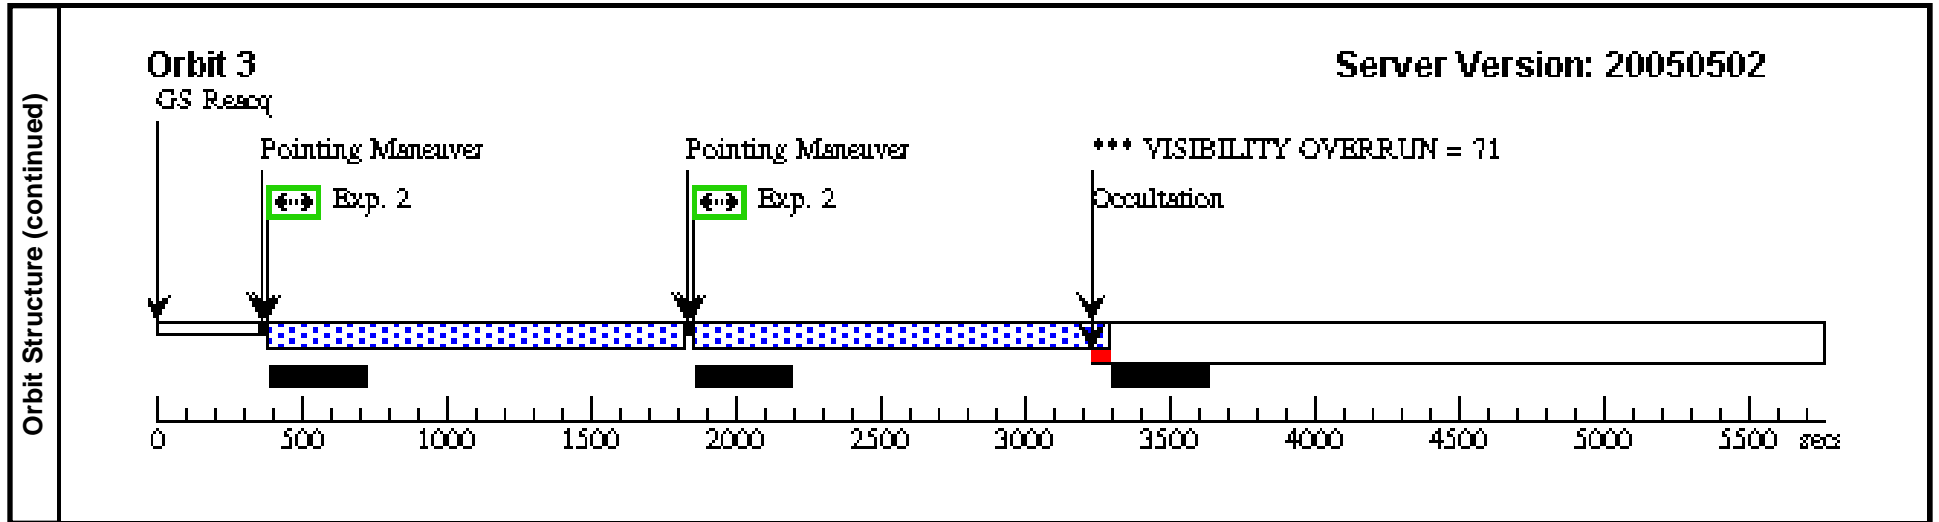 Orbit Structure (continued)
Orbit 3
Server Version: 20050502
GS Reacq
Pointing Maneuver
Pointing Maneuver
*** VISIBILITY OVERRUN = 71
Exp. 2
Exp. 2
Occultation
0 500 1000 1500 2000 2500 3000 3500 4000 4500 5000 5500 secs